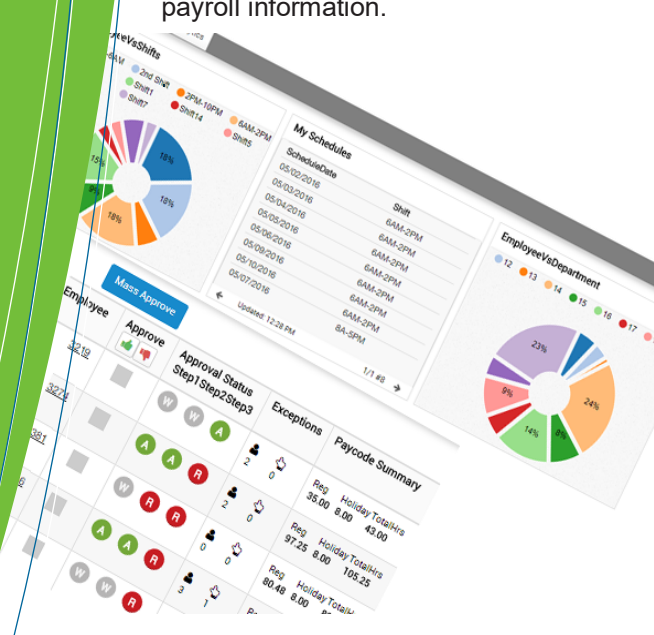 payroll information.
2nd Shift
2PM-10PM
6AM-2PM
Shift1
Shift14
Shift5
Shift7
18%
18%
18%
9%
15%
My Schedules
ScheduleDate Shift
05/02/2016 6AM-2PM
05/03/2016 6AM-2PM
05/04/2016 6AM-2PM
05/05/2016 6AM-2PM
05/06/2016 6AM-2PM
05/09/2016 6AM-2PM
05/10/2016 6AM-2PM
05/07/2016 8A-5PM
Updated: 12:28 PM 1/1 #8
EmployeeVsDepartment
12 13 14 15 16 17
23%
24%
8%
14%
9%
Mass Approve
Employee Approve Approval Status Exceptions Paycode Summary
Step1Step2Step3
3219 W W A 2 0 Reg Holiday TotalHrs
35.00 8.00 43.00
3274 A A R 2 0 Reg Holiday TotalHrs
97.25 8.00 105.25
381 W R R 0 0 Reg Holiday
80.48 8.00
A A R 3 1
W W R